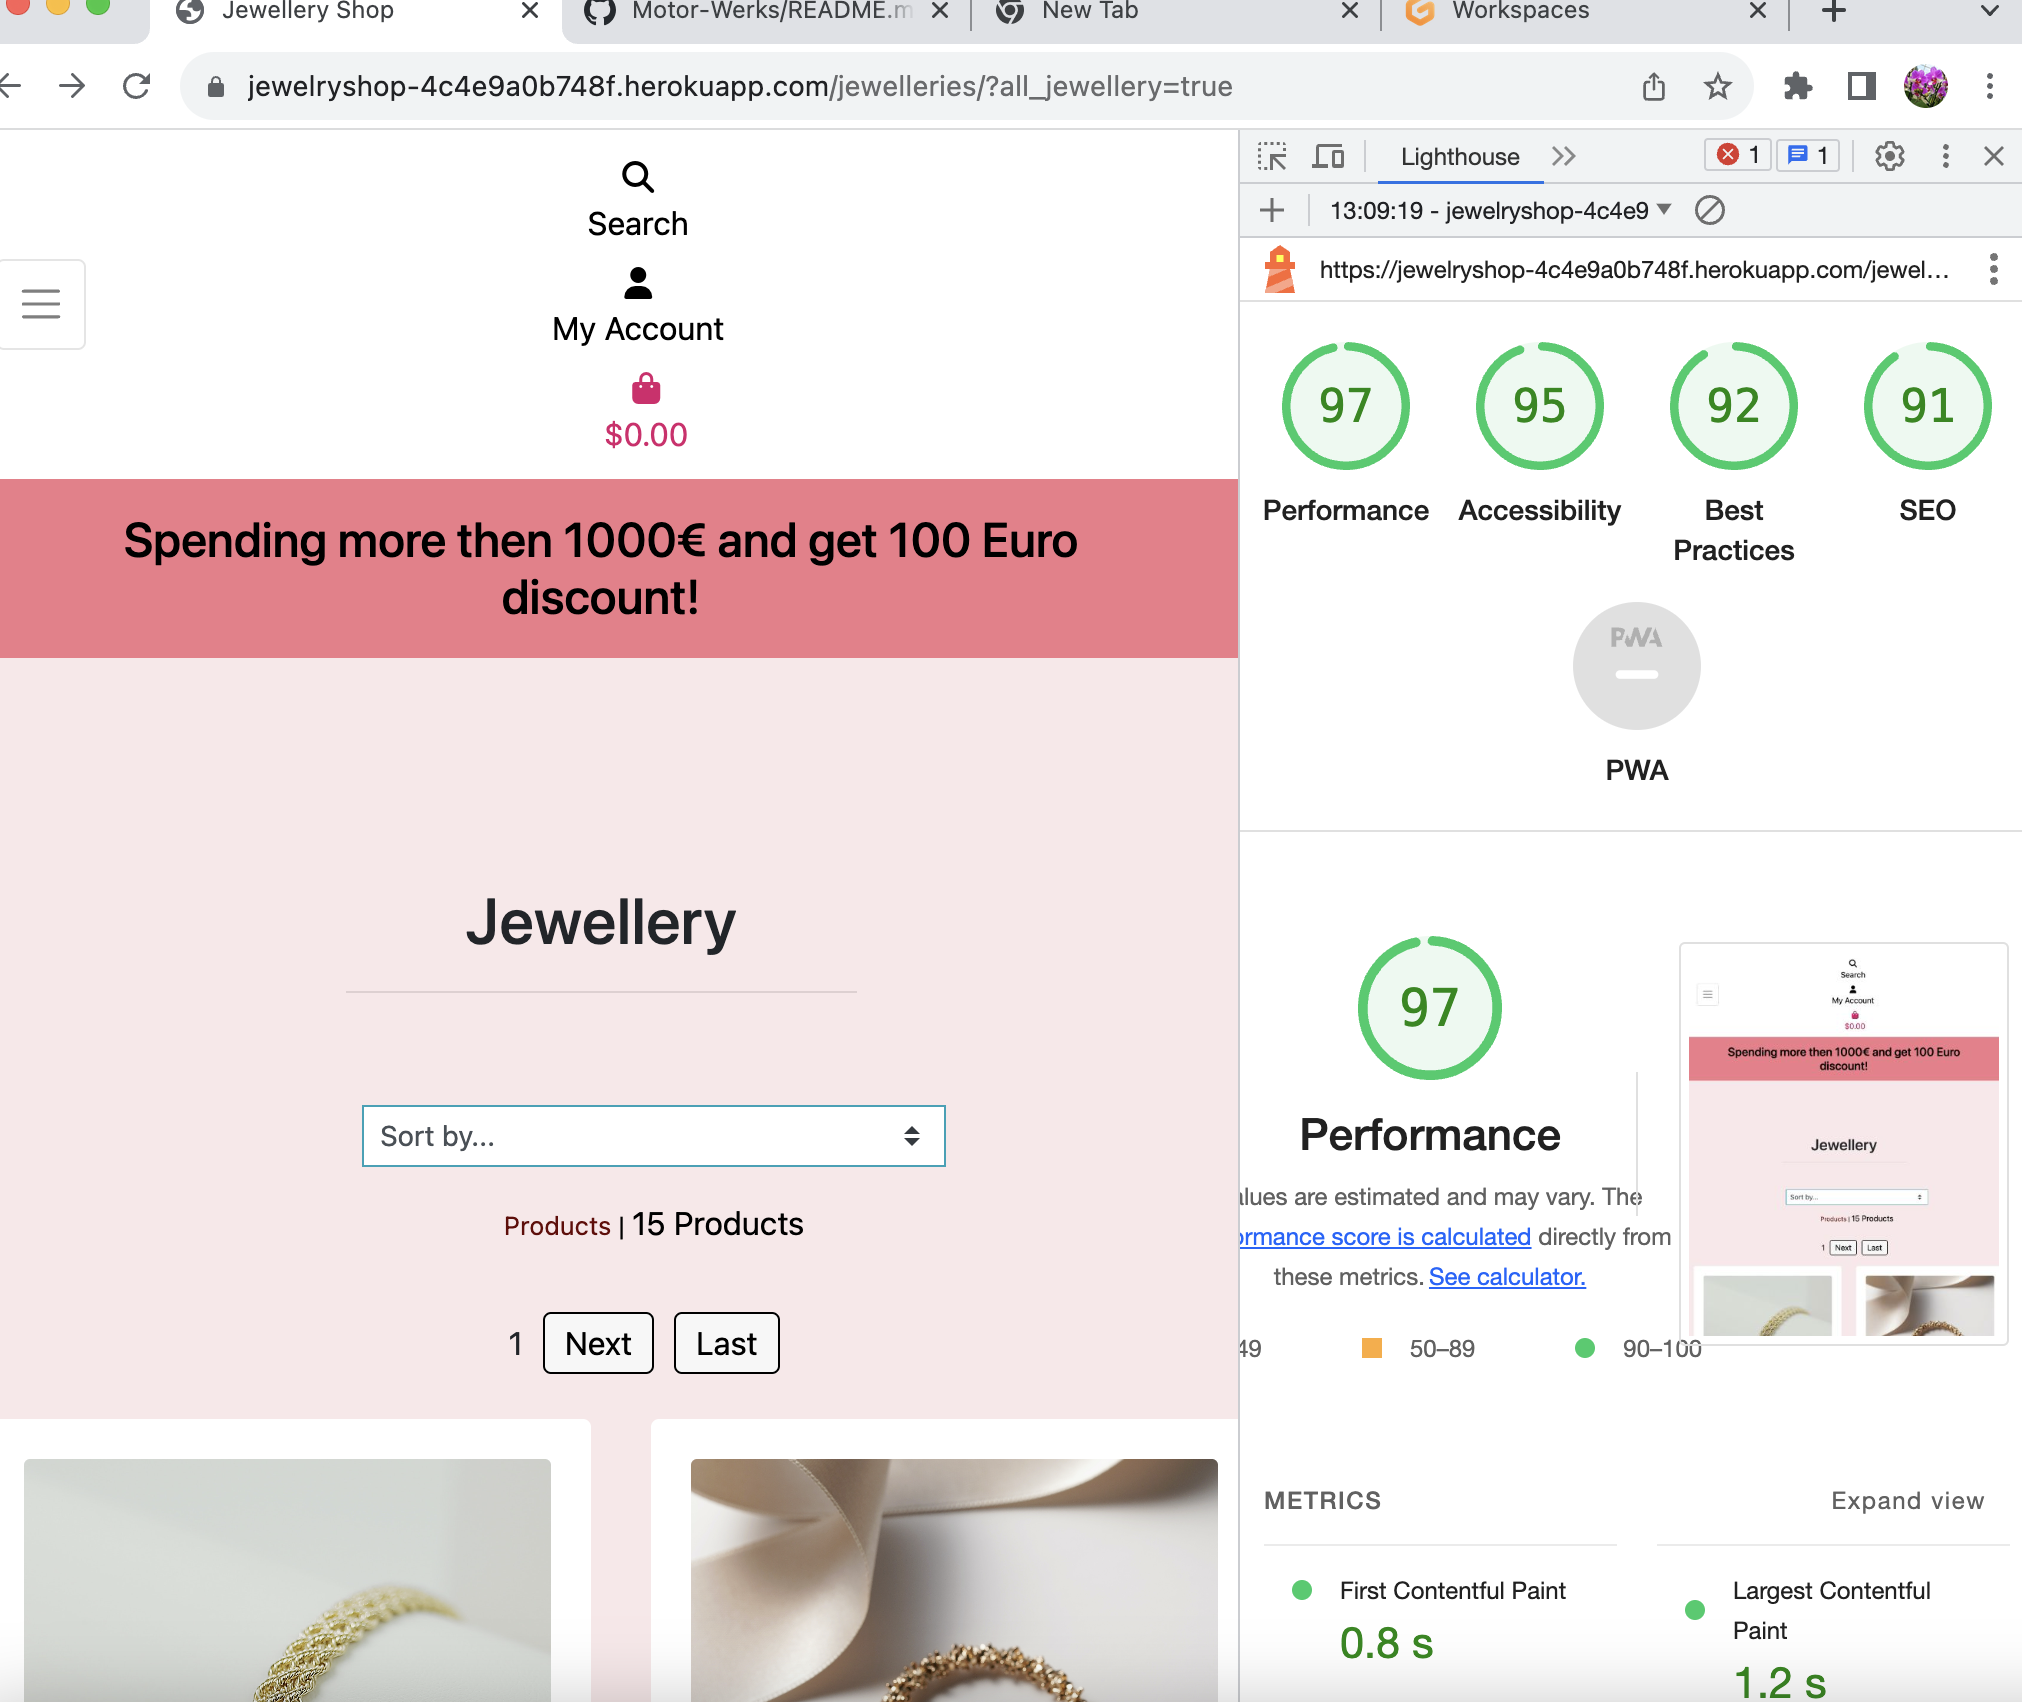 Jewellery Shop
Motor-Werks/README.m
New Tab
Workspaces
jewelryshop-4c4e9a0b748f.herokuapp.com/jewelleries/?all_jewellery=true
Search
My Account
$0.00
Spending more then 1000€ and get 100 Euro
discount!
Jewellery
Sort by...
Products | 15 Products
1 Next Last
Lighthouse
1
1
13:09:19 - jewelryshop-4c4e9
https://jewelryshop-4c4e9a0b748f.herokuapp.com/jewel…
97
95
92
91
Performance
Accessibility
Best
Practices
SEO
PWA
PWA
97
Performance
alues are estimated and may vary. The
ormance score is calculated directly from
these metrics. See calculator.
49
50–89
90–100
Search
My Account
$0.00
Spending more then 1000€ and get 100 Euro
discount!
Jewellery
Sort by...
Products | 15 Products
1 Next Last
METRICS
Expand view
First Contentful Paint
0.8 s
Largest Contentful
Paint
1.2 s